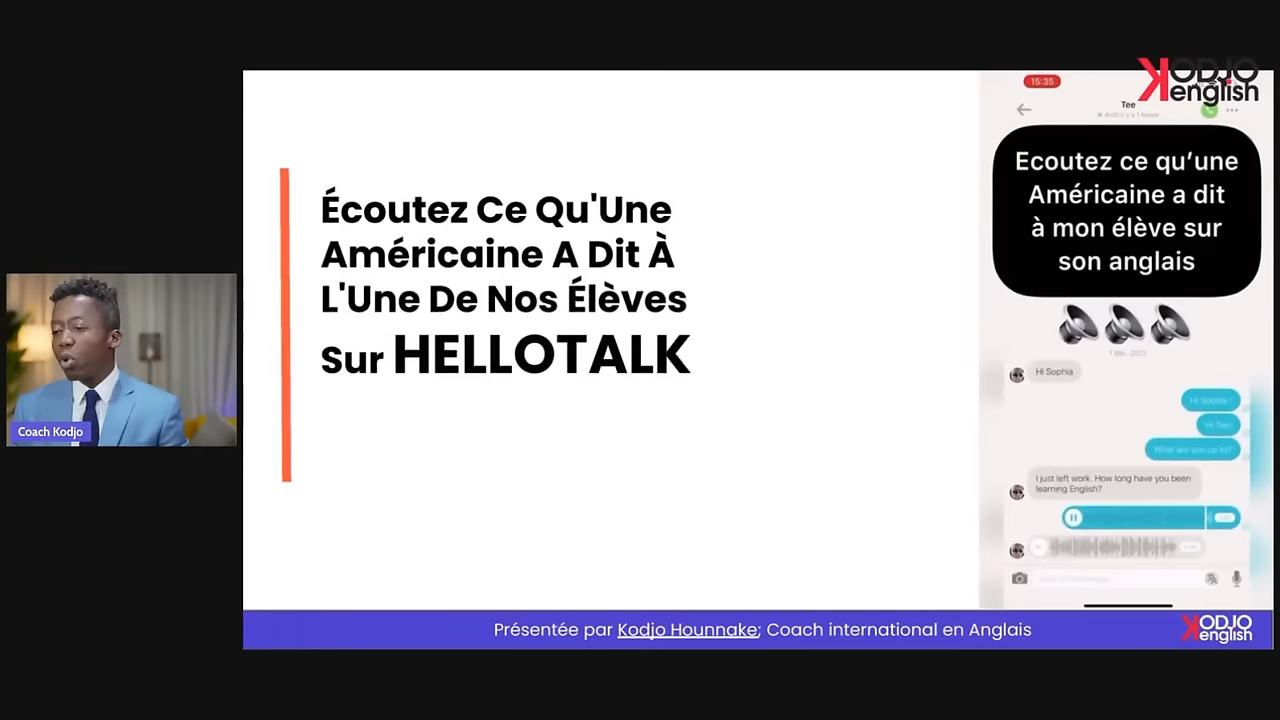 KODJO
english
Écoutez Ce Qu'Une
Américaine A Dit À
L'Une De Nos Élèves
Sur HELLOTALK
15:35
Tee
Ecoutez ce qu'une
Américaine a dit
à mon élève sur
son anglais
Hi Sophia
Hi Sophia !
Hi Tee!
What are you up to?
I just left work. How long have you been
learning English?
Coach Kodjo
Présentée par Kodjo Hounnake; Coach international en Anglais
KODJO
english